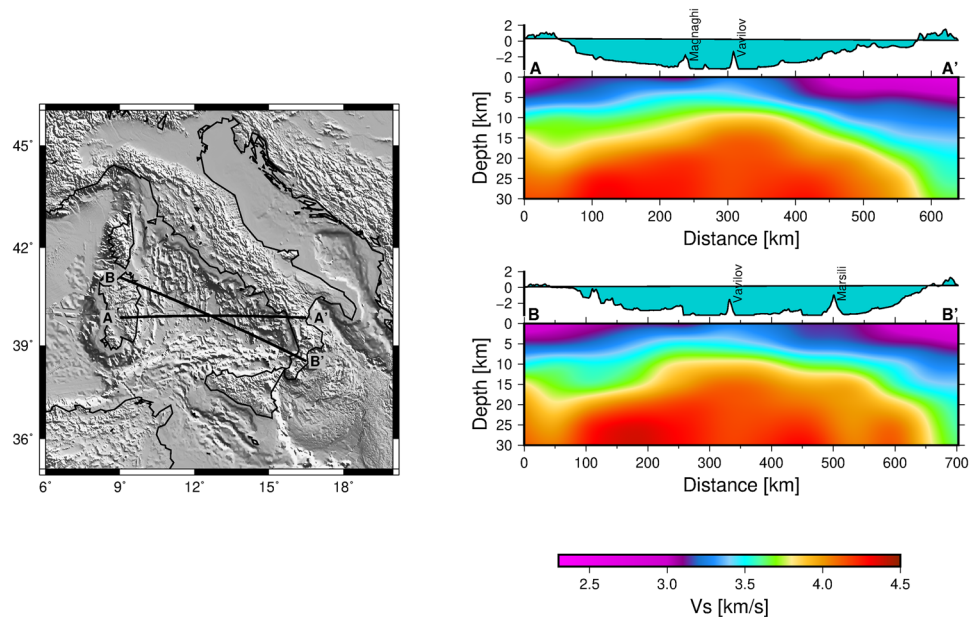 45°
42°
39°
36°
6° 9° 12° 15° 18°
B
A A'
B'
2
0
−2
Magnaghi Vavilov
A A'
0
5
10
15
20
25
30
Depth [km]
0 100 200 300 400 500 600
Distance [km]
2
0
−2
Vavilov Marsili
B B'
0
5
10
15
20
25
30
Depth [km]
0 100 200 300 400 500 600 700
Distance [km]
2.5 3.0 3.5 4.0 4.5
Vs [km/s]